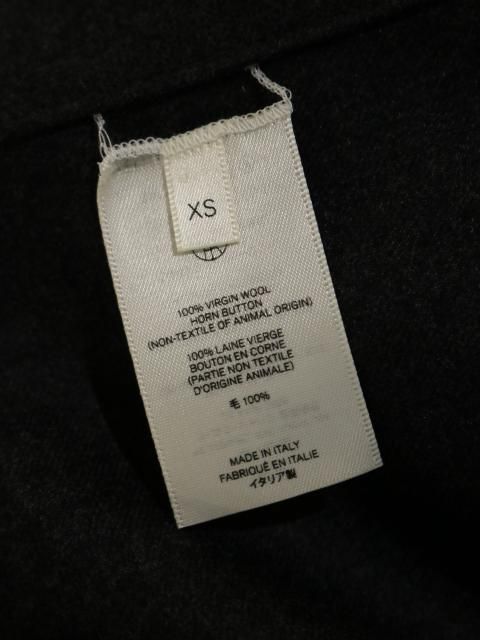 XS
100% VIRGIN WOOL
HORN BUTTON
(NON-TEXTILE OF ANIMAL ORIGIN)
100% LAINE VIERGE
BOUTON EN CORNE
(PARTIE NON TEXTILE
D'ORIGINE ANIMALE)
毛 100%
MADE IN ITALY
FABRIQUÉ EN ITALIE
イタリア製